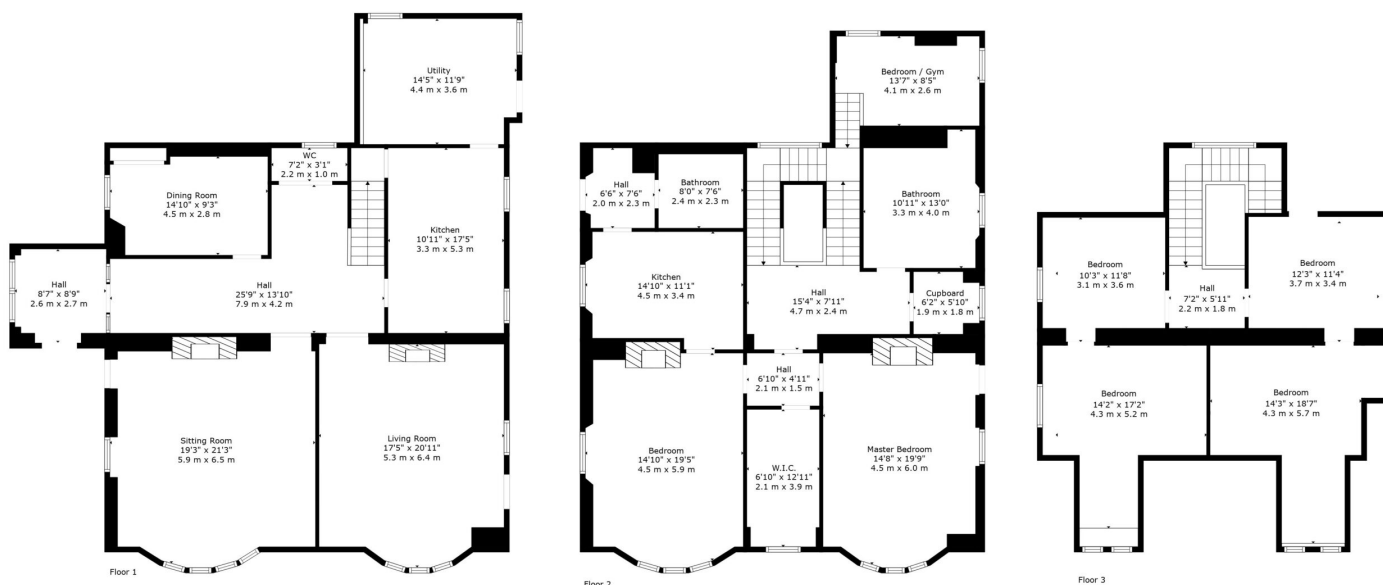 Utility
14'5" x 11'9"
4.4 m x 3.6 m
WC
7'2" x 3'1"
2.2 m x 1.0 m
Dining Room
14'10" x 9'3"
4.5 m x 2.8 m
Kitchen
10'11" x 17'5"
3.3 m x 5.3 m
Hall
8'7" x 8'9"
2.6 m x 2.7 m
Hall
25'9" x 13'10"
7.9 m x 4.2 m
Sitting Room
19'3" x 21'3"
5.9 m x 6.5 m
Living Room
17'5" x 20'11"
5.3 m x 6.4 m
Floor 1
Bedroom / Gym
13'7" x 8'5"
4.1 m x 2.6 m
Hall
6'6" x 7'6"
2.0 m x 2.3 m
Bathroom
8'0" x 7'6"
2.4 m x 2.3 m
Bathroom
10'11" x 13'0"
3.3 m x 4.0 m
Kitchen
14'10" x 11'1"
4.5 m x 3.4 m
Hall
15'4" x 7'11"
4.7 m x 2.4 m
Cupboard
6'2" x 5'10"
1.9 m x 1.8 m
Hall
6'10" x 4'11"
2.1 m x 1.5 m
Bedroom
14'10" x 19'5"
4.5 m x 5.9 m
W.I.C.
6'10" x 12'11"
2.1 m x 3.9 m
Master Bedroom
14'8" x 19'9"
4.5 m x 6.0 m
Floor 2
Bedroom
10'3" x 11'8"
3.1 m x 3.6 m
Hall
7'2" x 5'11"
2.2 m x 1.8 m
Bedroom
12'3" x 11'4"
3.7 m x 3.4 m
Bedroom
14'2" x 17'2"
4.3 m x 5.2 m
Bedroom
14'3" x 18'7"
4.3 m x 5.7 m
Floor 3